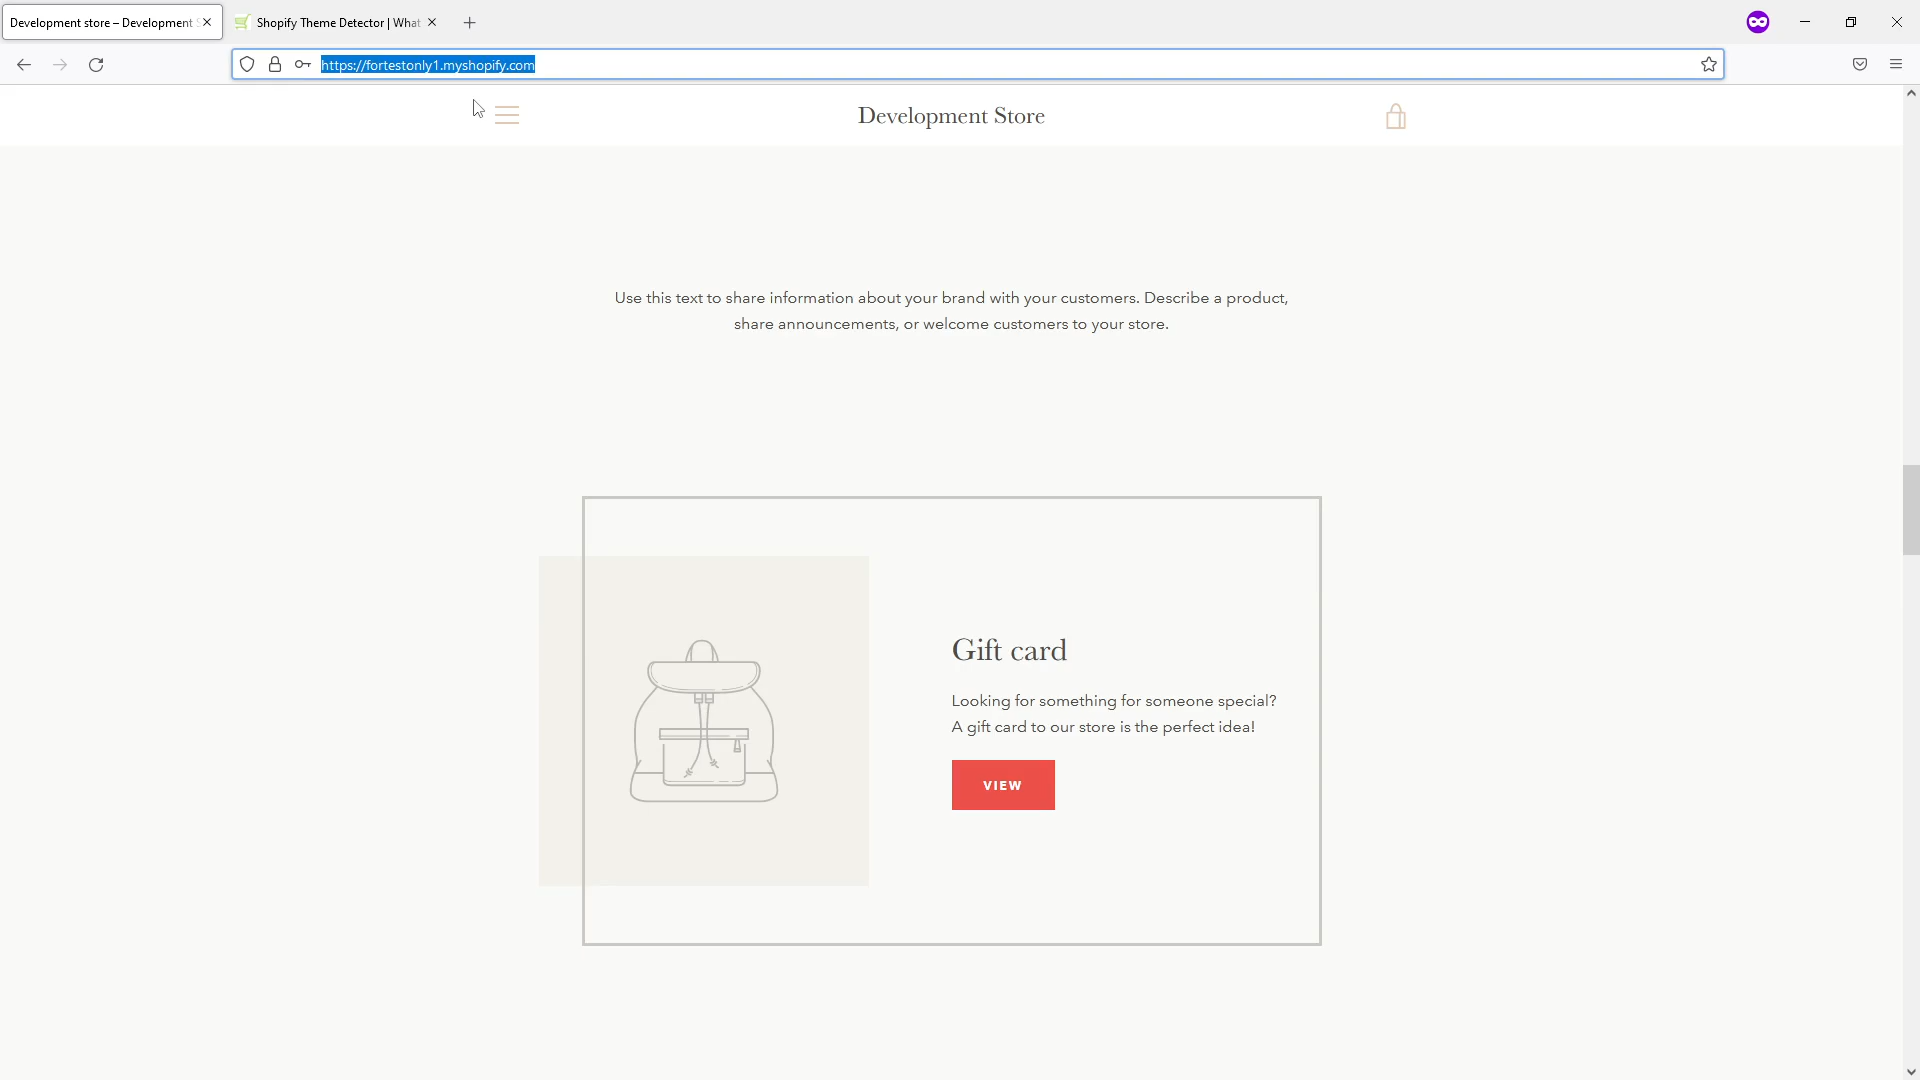 Development store – Development
Shopify Theme Detector | What
https://fortestonly1.myshopify.com
Development Store
Use this text to share information about your brand with your customers. Describe a product,
share announcements, or welcome customers to your store.
Gift card
Looking for something for someone special?
A gift card to our store is the perfect idea!
VIEW